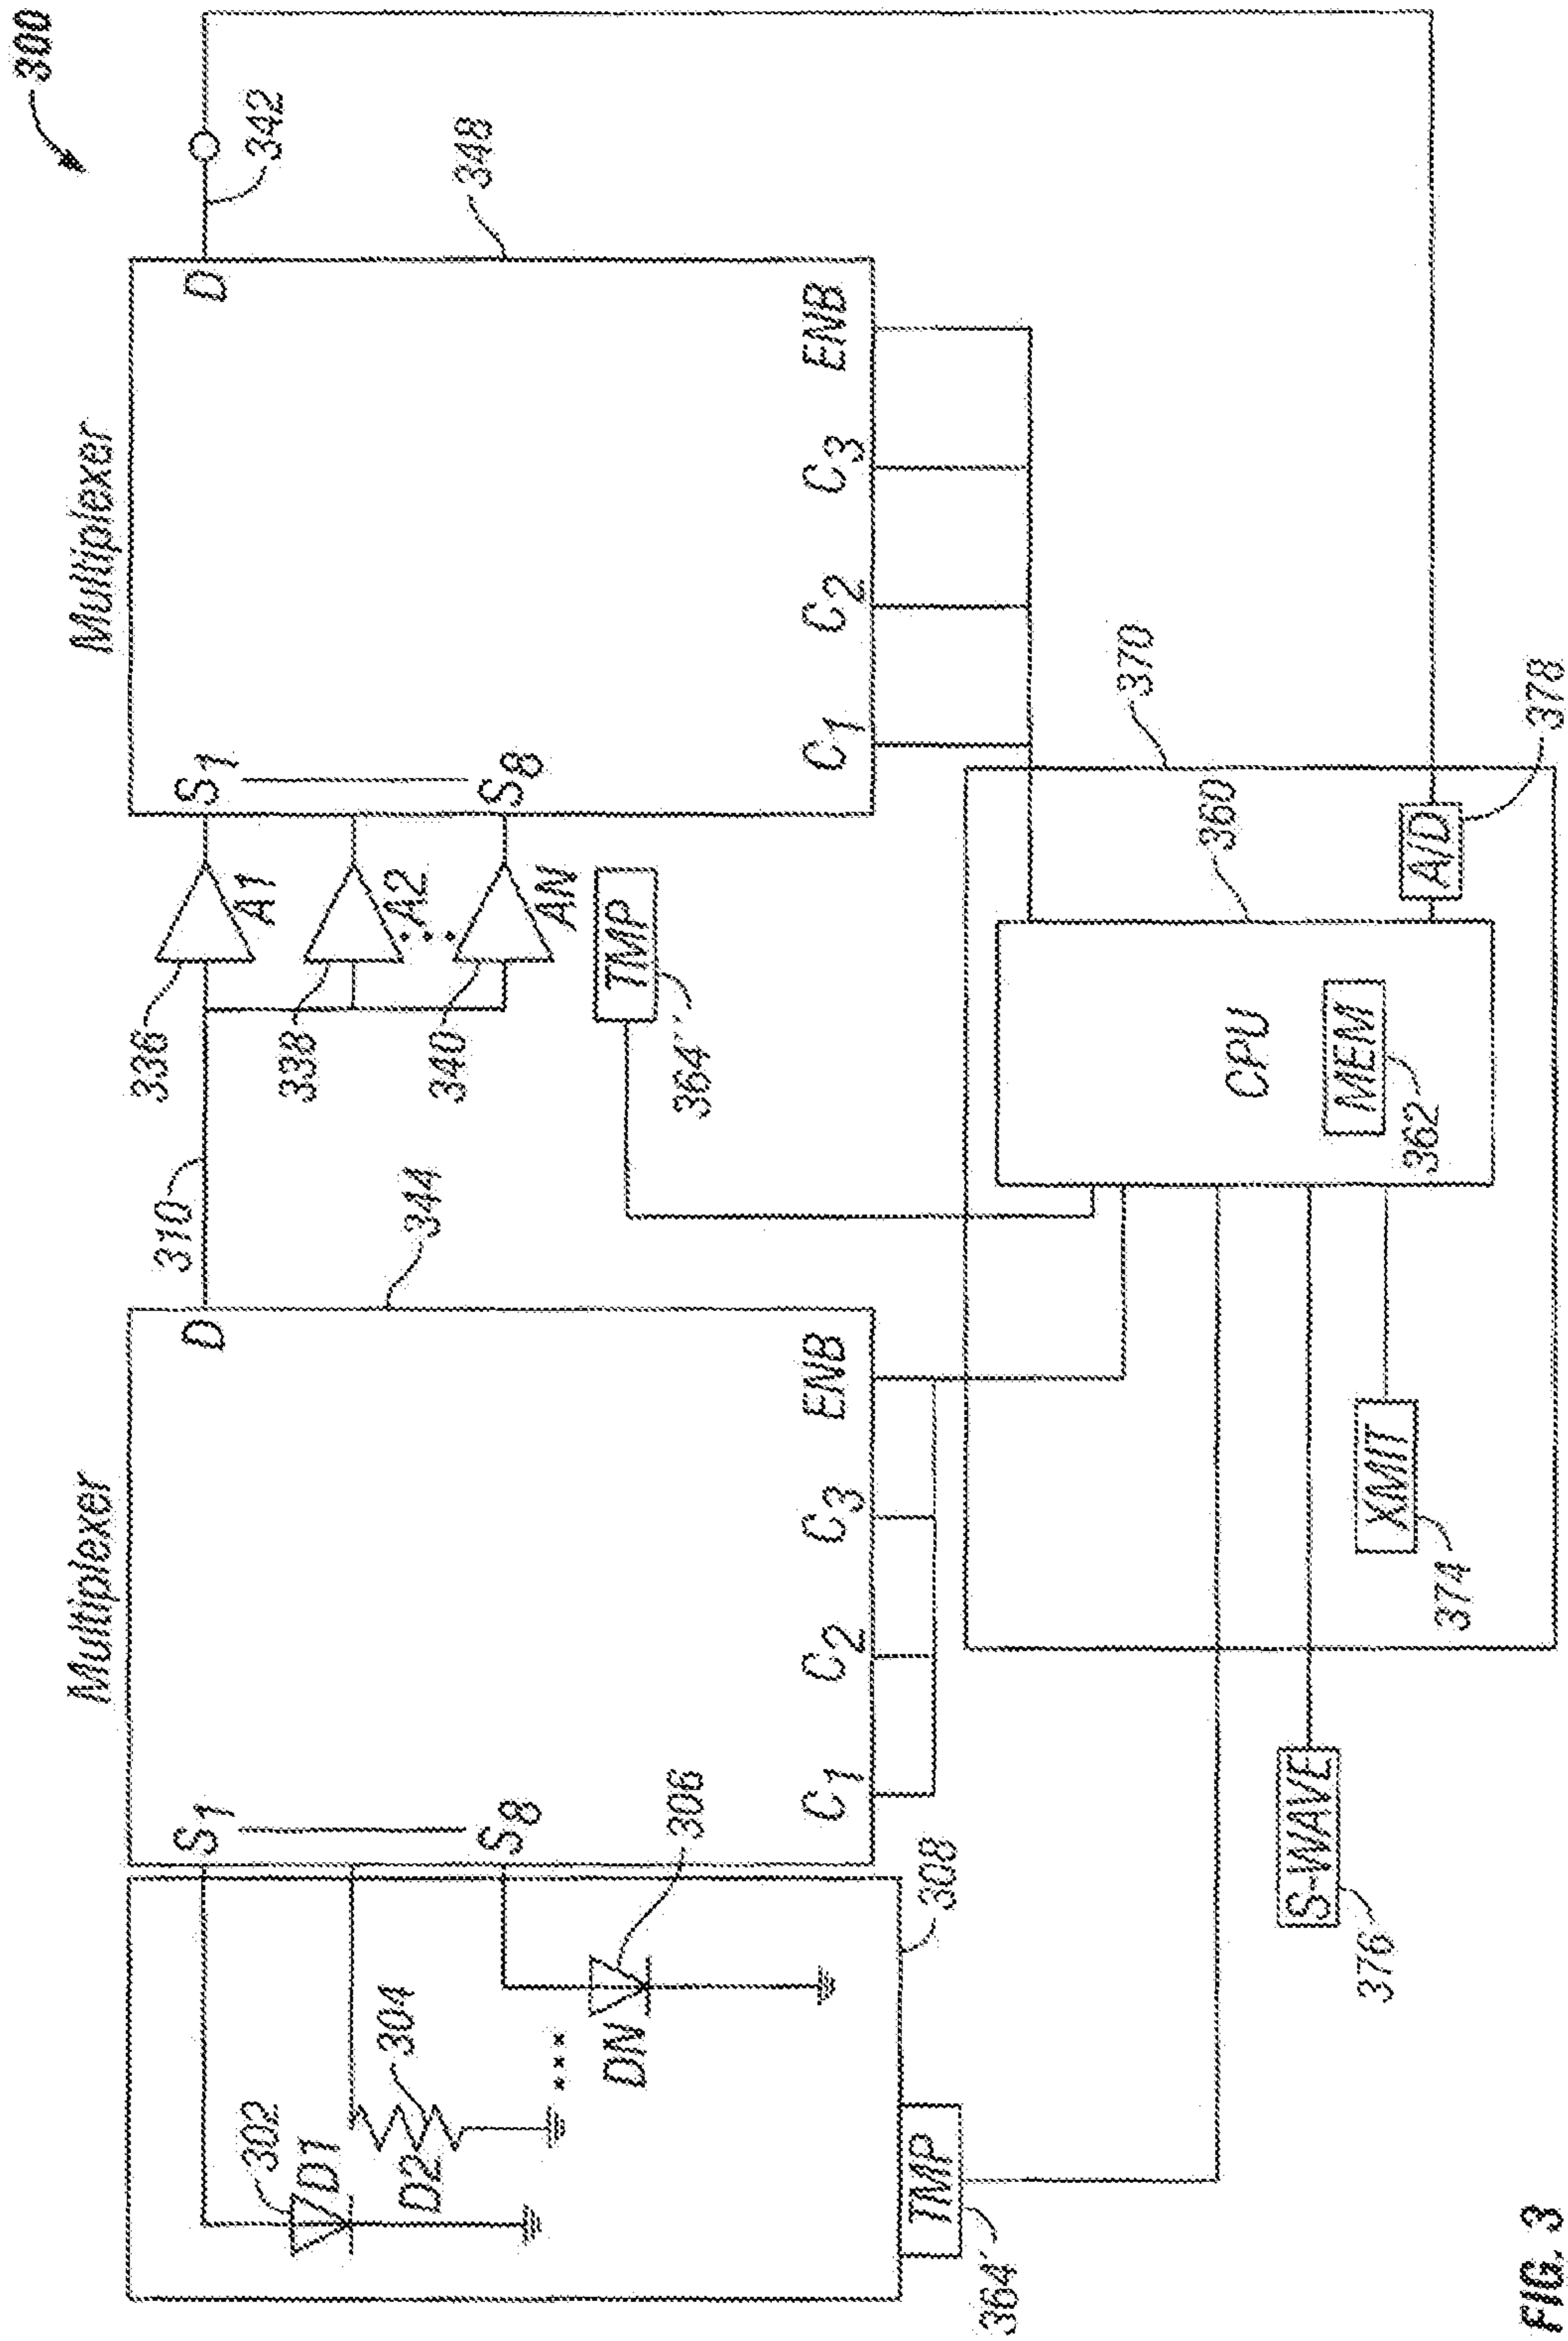 300
Multiplexer
Multiplexer
342
348
344
310
D
D
S1
S8
S1
S8
C1 C2 C3 ENB
C1 C2 C3 ENB
336
338
340
A1
A2
AN
TMP
364''
302
D1
304
D2
306
DN
308
TMP
364'
370
360
CPU
MEM
362
A/D
378
XMIT
374
S-WAVE
376
FIG. 3